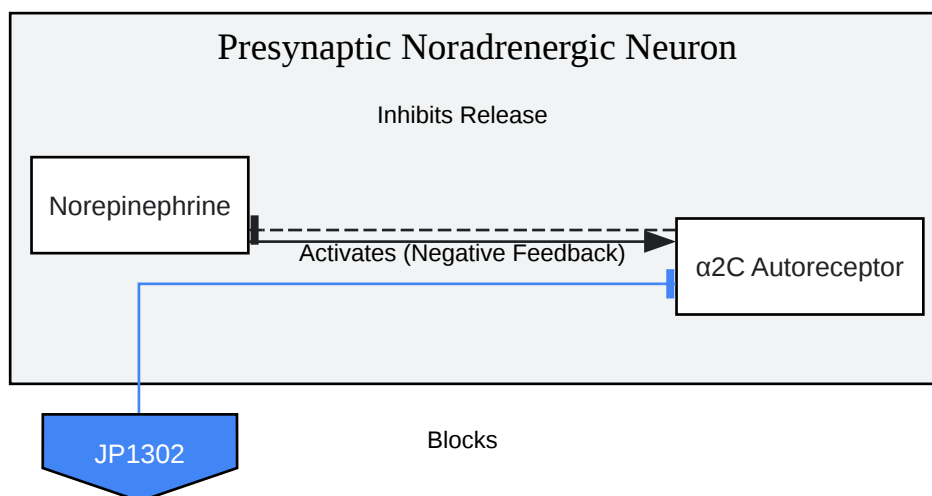 Presynaptic Noradrenergic Neuron
Inhibits Release
Norepinephrine
Activates (Negative Feedback)
α2C Autoreceptor
JP1302
Blocks